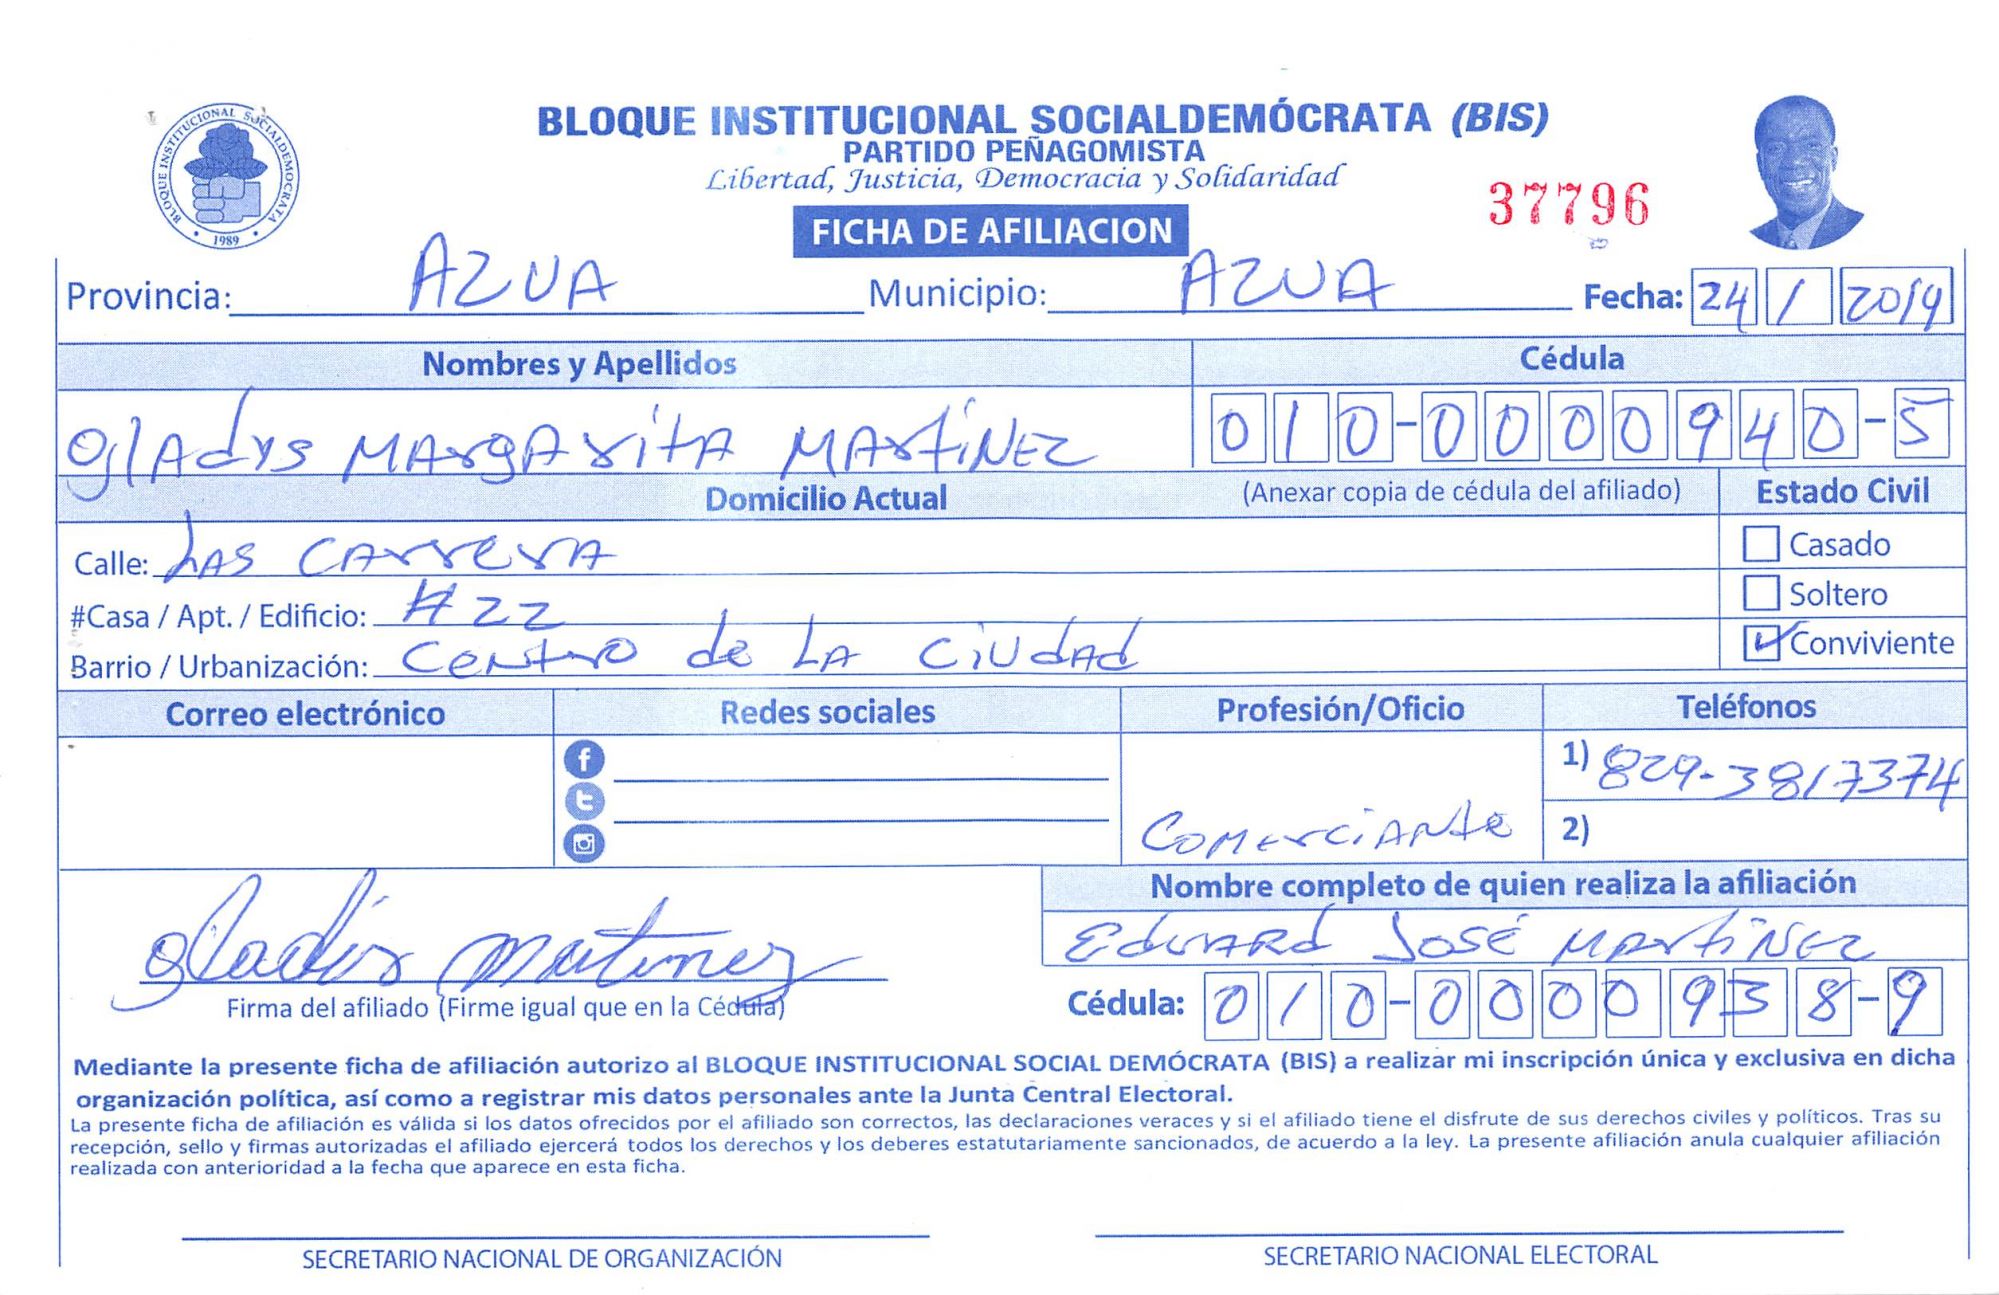 BLOQUE INSTITUCIONAL SOCIALDEMÓCRATA (BIS)
PARTIDO PEÑAGOMISTA
Libertad, Justicia, Democracia y Solidaridad
BLOQUE INSTITUCIONAL SOCIALDEMOCRATA
• 1989 •
37796
FICHA DE AFILIACION
Provincia: AZUA Municipio: AZUA Fecha: 24 / 2019
Nombres y Apellidos Cédula
GLADYS MARGARITA MARTINEZ 010-0000940-5
Domicilio Actual (Anexar copia de cédula del afiliado) Estado Civil
Calle: LAS CARRERA Casado
#Casa / Apt. / Edificio: #22 Soltero
Barrio / Urbanización: Centro de LA CIUDAD Conviviente
Correo electrónico Redes sociales Profesión/Oficio Teléfonos
1) 829-3817374
COMERCIANTE 2)
Nombre completo de quien realiza la afiliación
EDWARD JOSÉ MARTINEZ
gladis martinez
Firma del afiliado (Firme igual que en la Cédula) Cédula: 010-0000938-9
Mediante la presente ficha de afiliación autorizo al BLOQUE INSTITUCIONAL SOCIAL DEMÓCRATA (BIS) a realizar mi inscripción única y exclusiva en dicha
organización política, así como a registrar mis datos personales ante la Junta Central Electoral.
La presente ficha de afiliación es válida si los datos ofrecidos por el afiliado son correctos, las declaraciones veraces y si el afiliado tiene el disfrute de sus derechos civiles y políticos. Tras su
recepción, sello y firmas autorizadas el afiliado ejercerá todos los derechos y los deberes estatutariamente sancionados, de acuerdo a la ley. La presente afiliación anula cualquier afiliación
realizada con anterioridad a la fecha que aparece en esta ficha.
SECRETARIO NACIONAL DE ORGANIZACIÓN SECRETARIO NACIONAL ELECTORAL